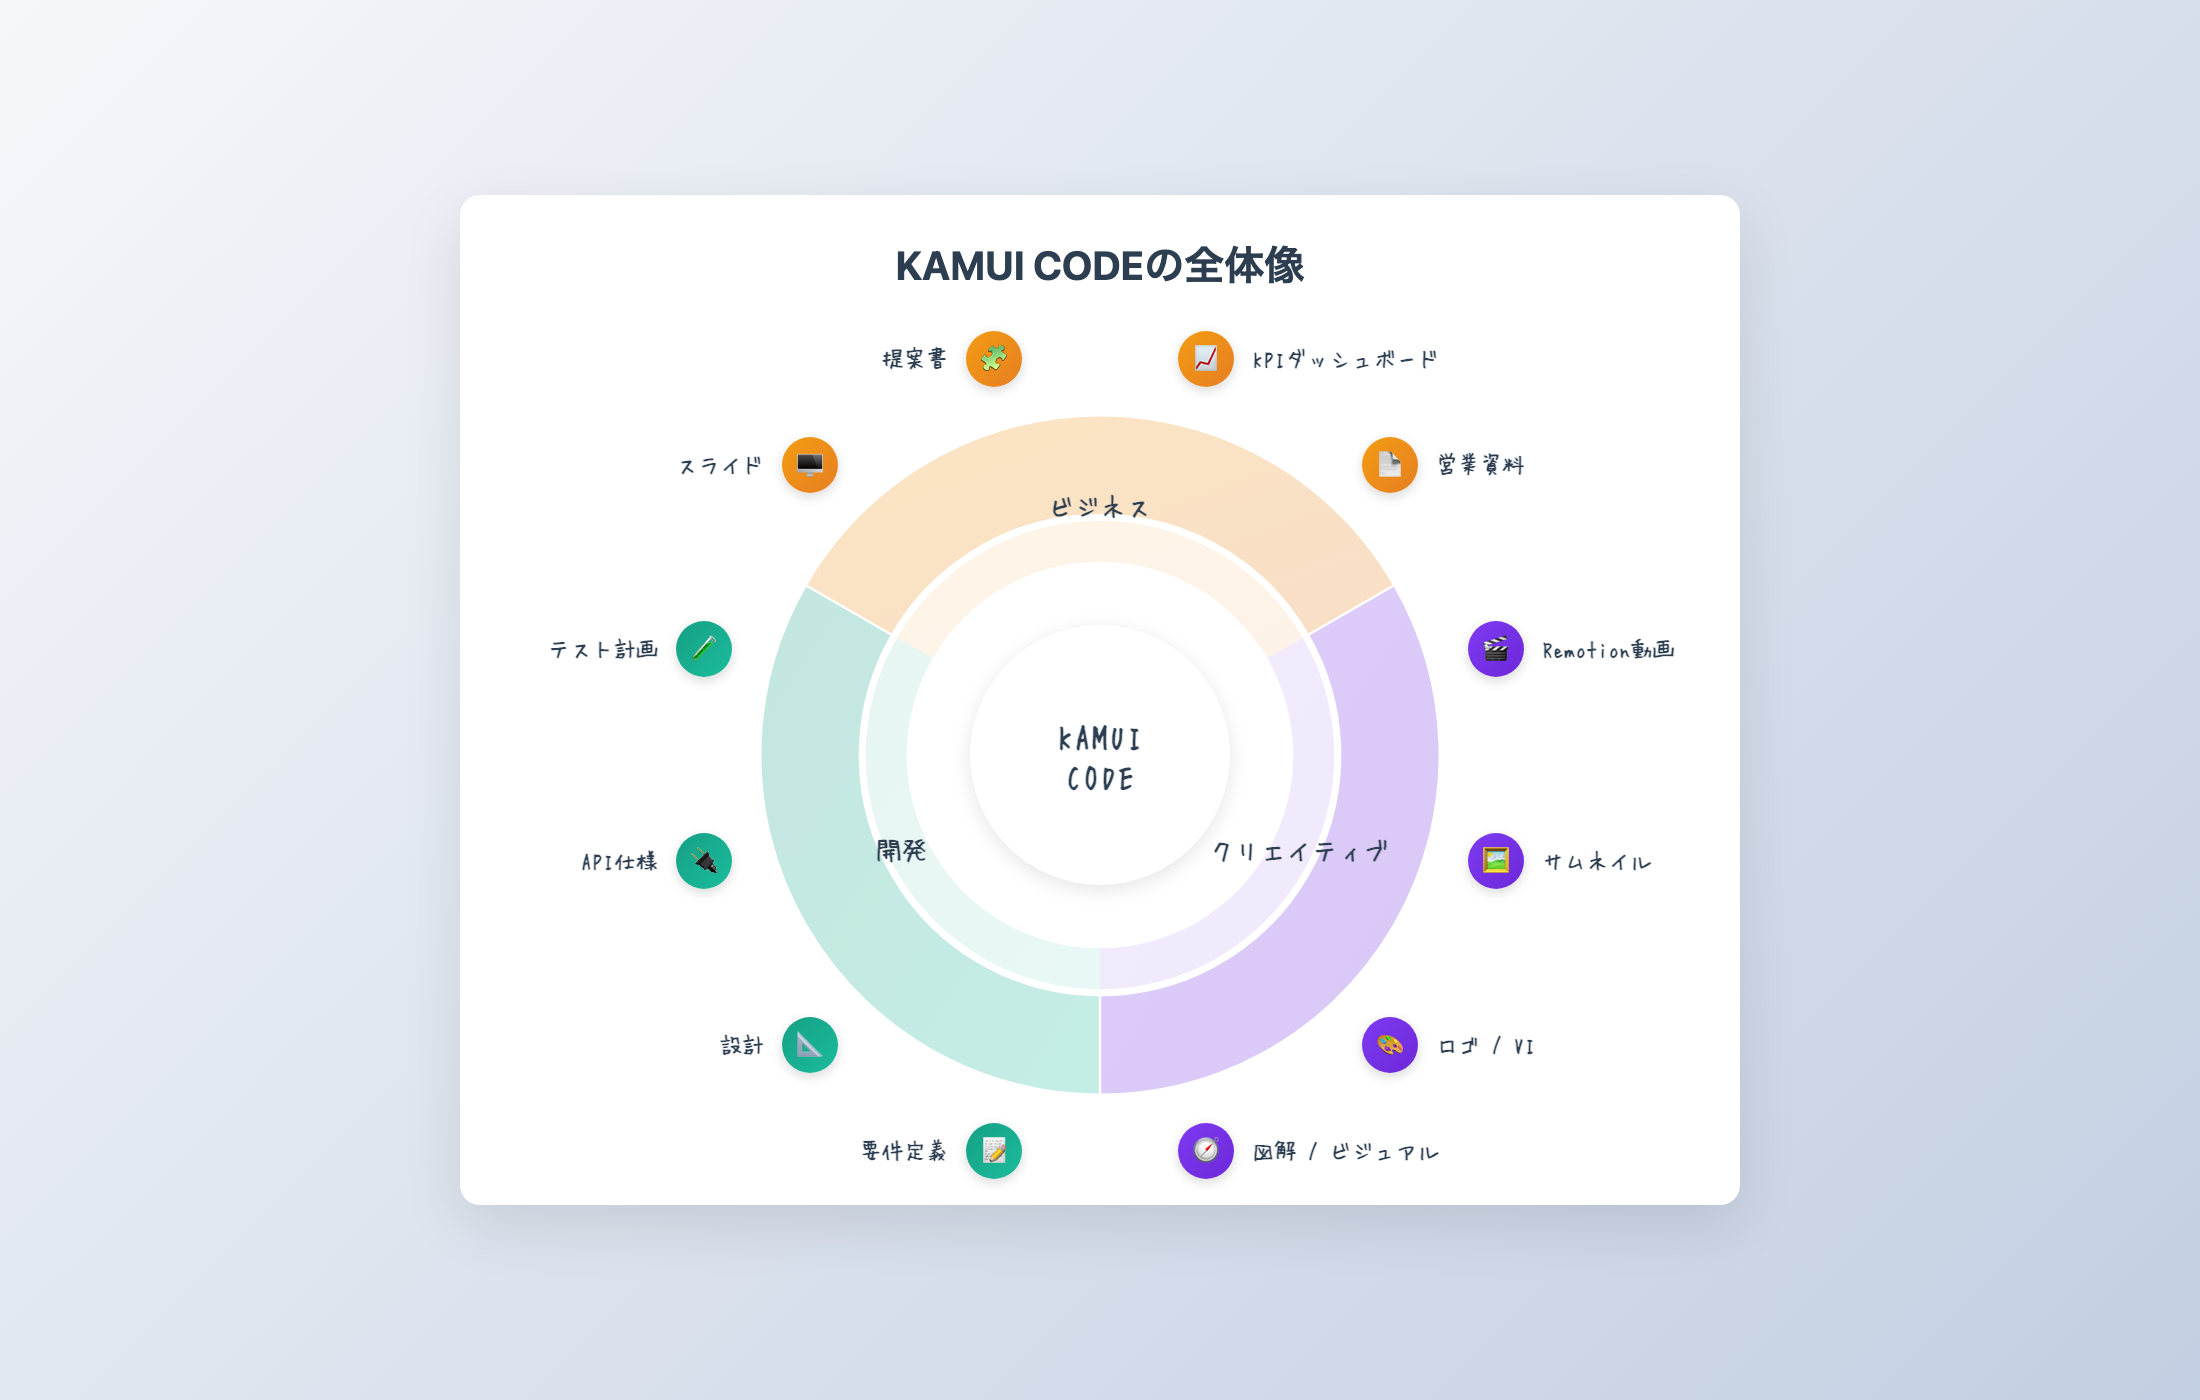 KAMUI CODEの全体像
提案書
KPIダッシュボード
スライド
営業資料
ビジネス
テスト計画
Remotion動画
KAMUI
CODE
開発
クリエイティブ
API仕様
サムネイル
設計
ロゴ / VI
要件定義
図解 / ビジュアル